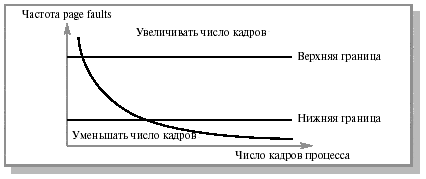 Частота page faults
Увеличивать число кадров
Верхняя граница
Нижняя граница
Уменьшать число кадров
Число кадров процесса